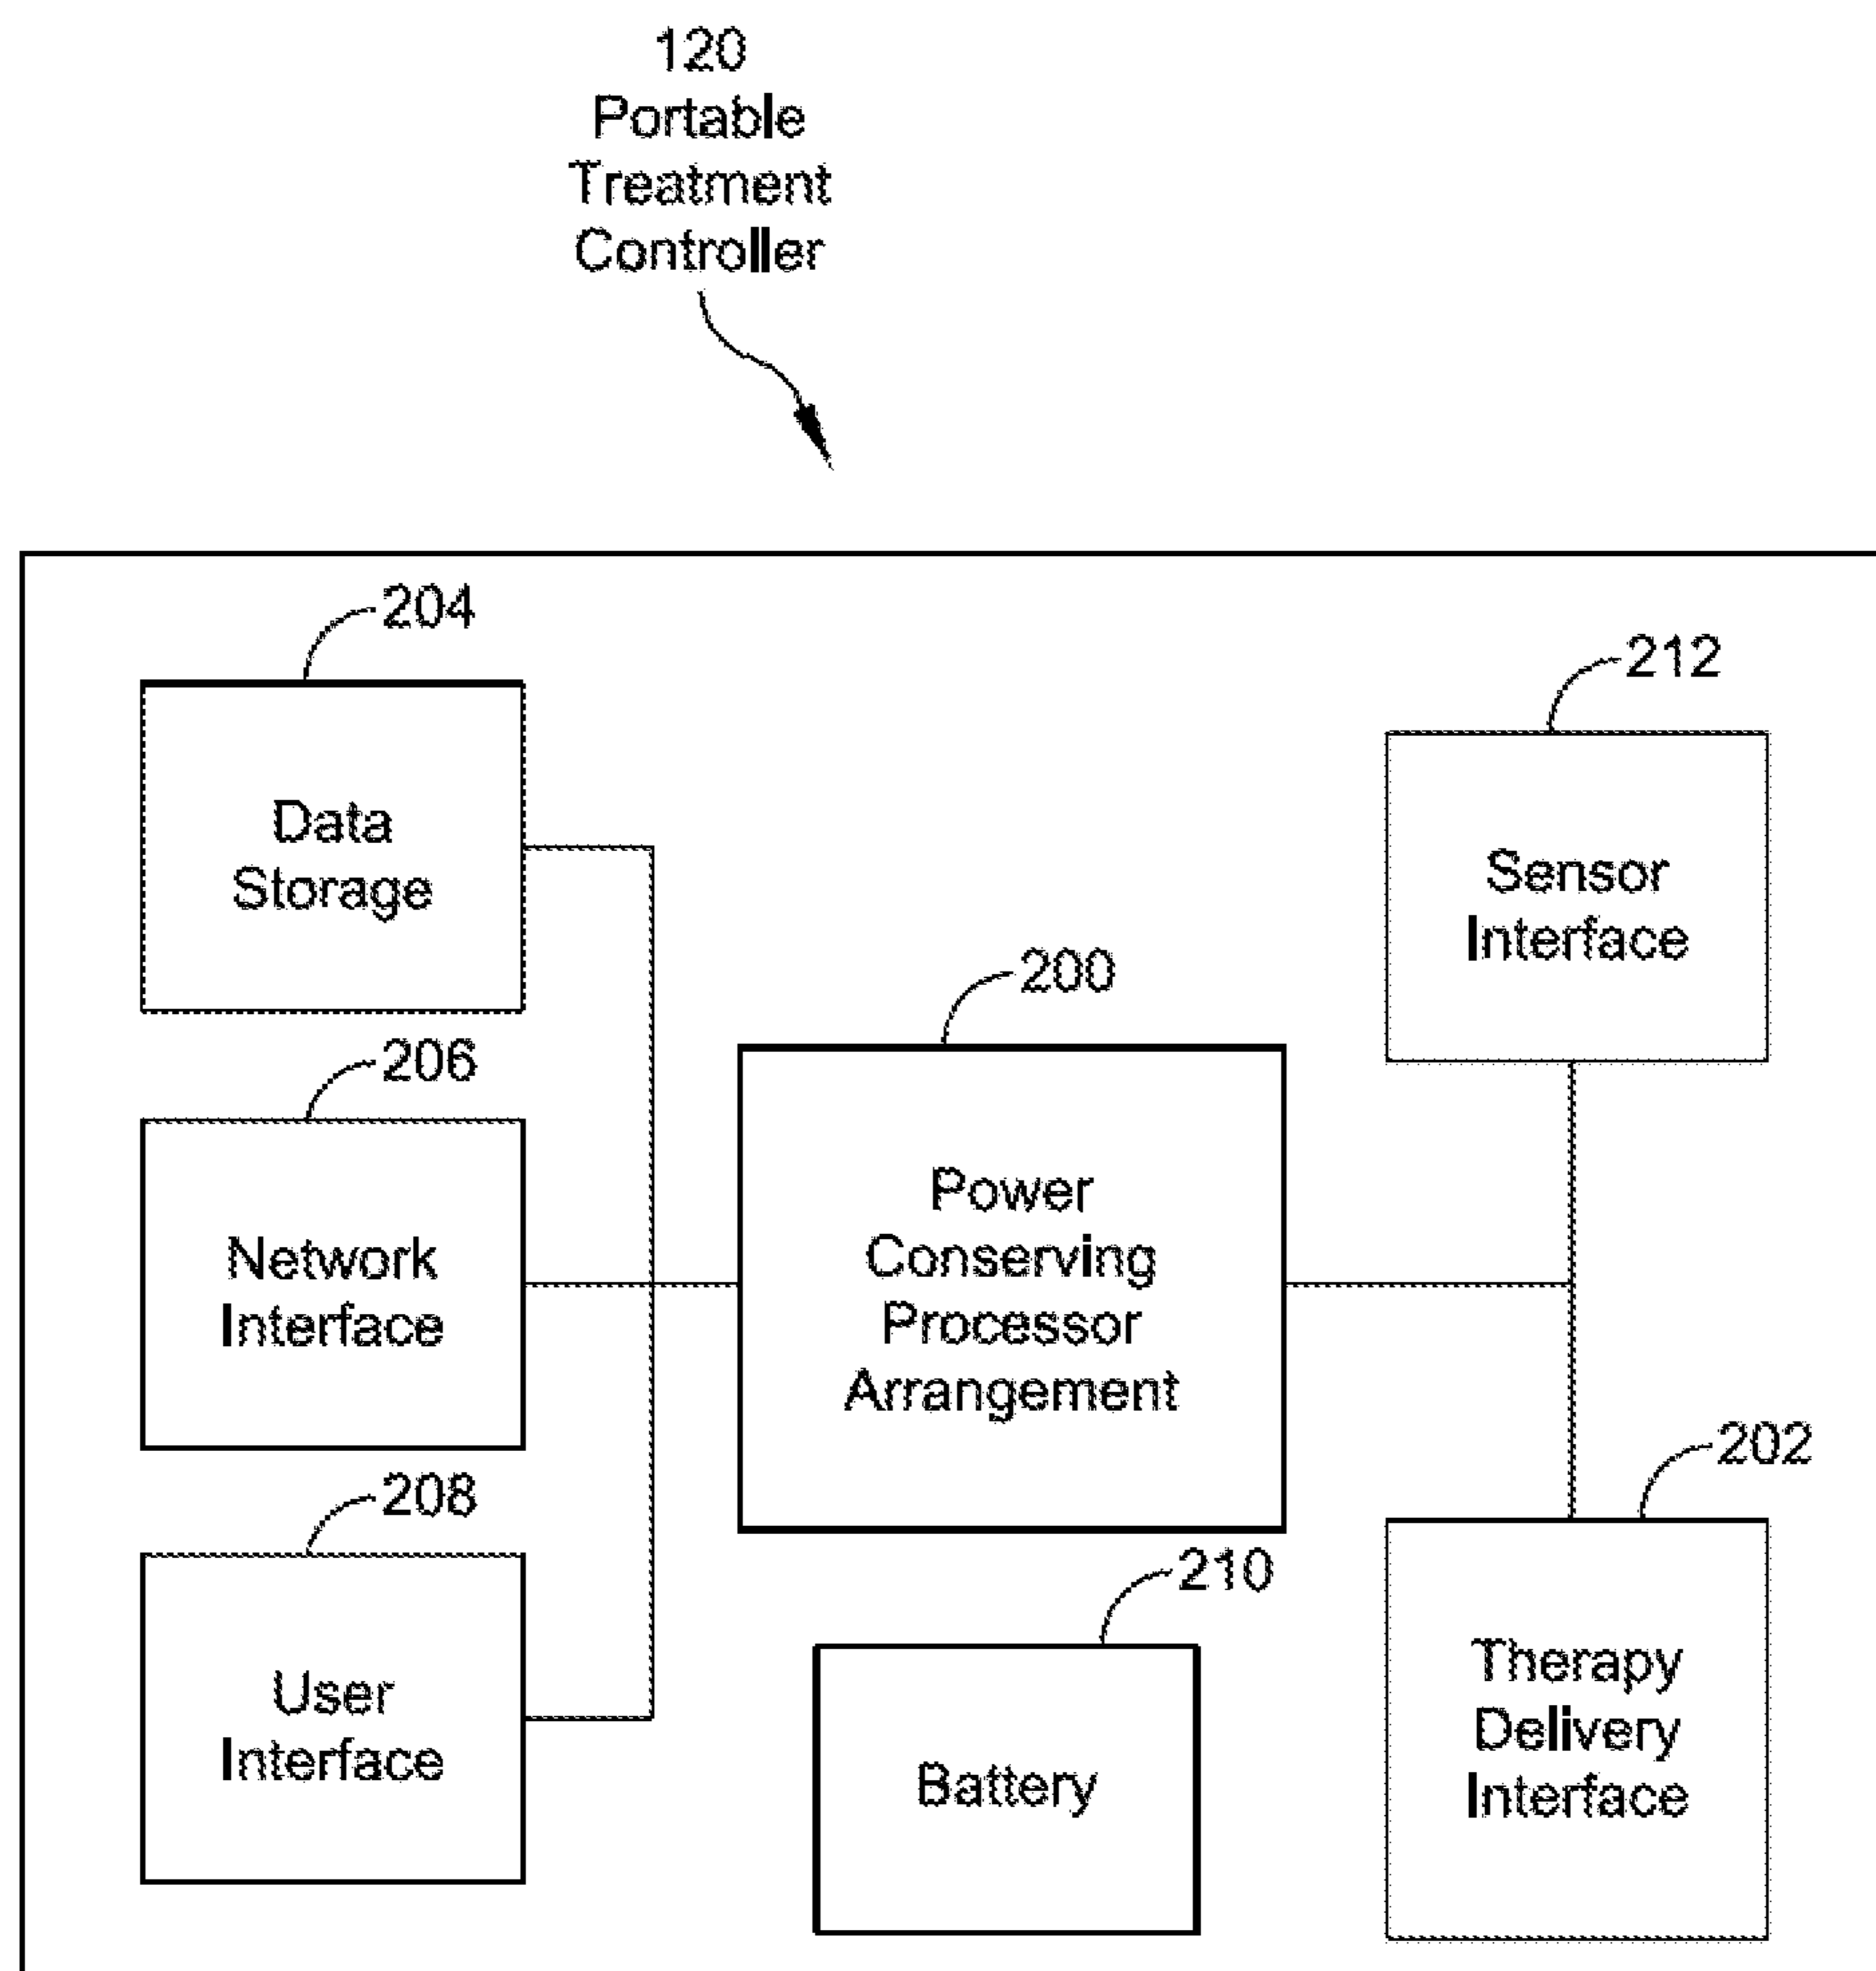 120
Portable
Treatment
Controller
204
Data
Storage
212
Sensor
Interface
200
Power
Conserving
Processor
Arrangement
206
Network
Interface
202
Therapy
Delivery
Interface
208
User
Interface
210
Battery